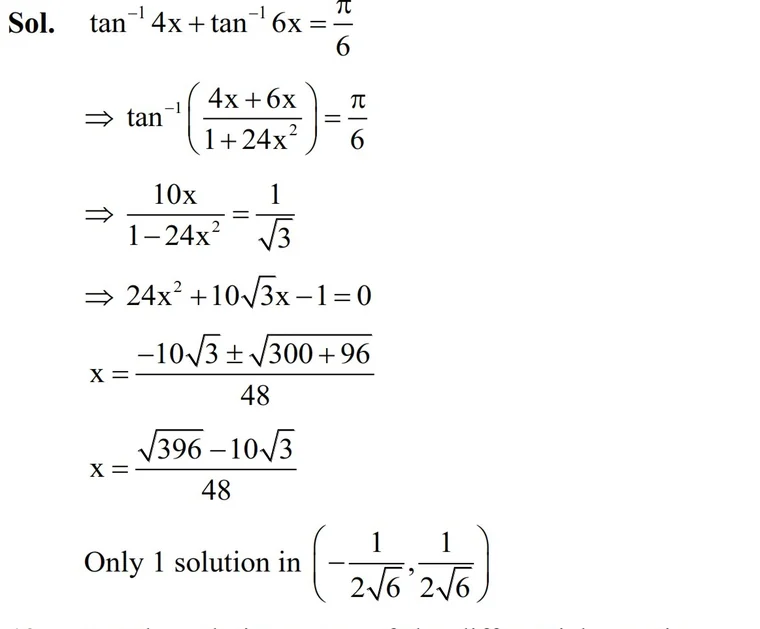 Sol. tan⁻¹ 4x + tan⁻¹ 6x = π/6
⇒ tan⁻¹ ( (4x + 6x)/(1 + 24x²) ) = π/6
⇒ 10x/(1 − 24x²) = 1/√3
⇒ 24x² + 10√3x − 1 = 0
x = (−10√3 ± √(300 + 96))/48
x = (√396 − 10√3)/48
Only 1 solution in ( −1/(2√6), 1/(2√6) )